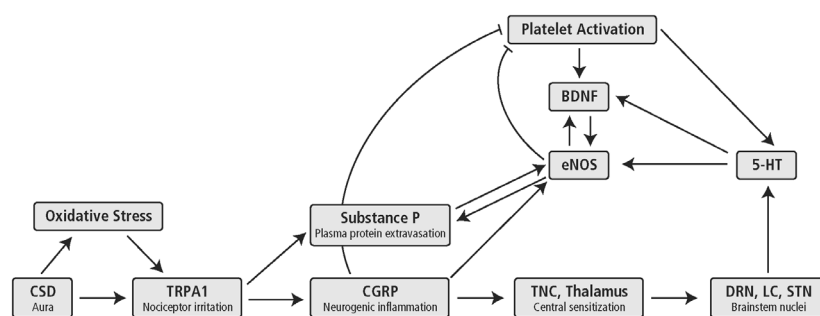 Platelet Activation
BDNF
eNOS
5-HT
Oxidative Stress
Substance P
Plasma protein extravasation
CSD
Aura
TRPA1
Nociceptor irritation
CGRP
Neurogenic inflammation
TNC, Thalamus
Central sensitization
DRN, LC, STN
Brainstem nuclei